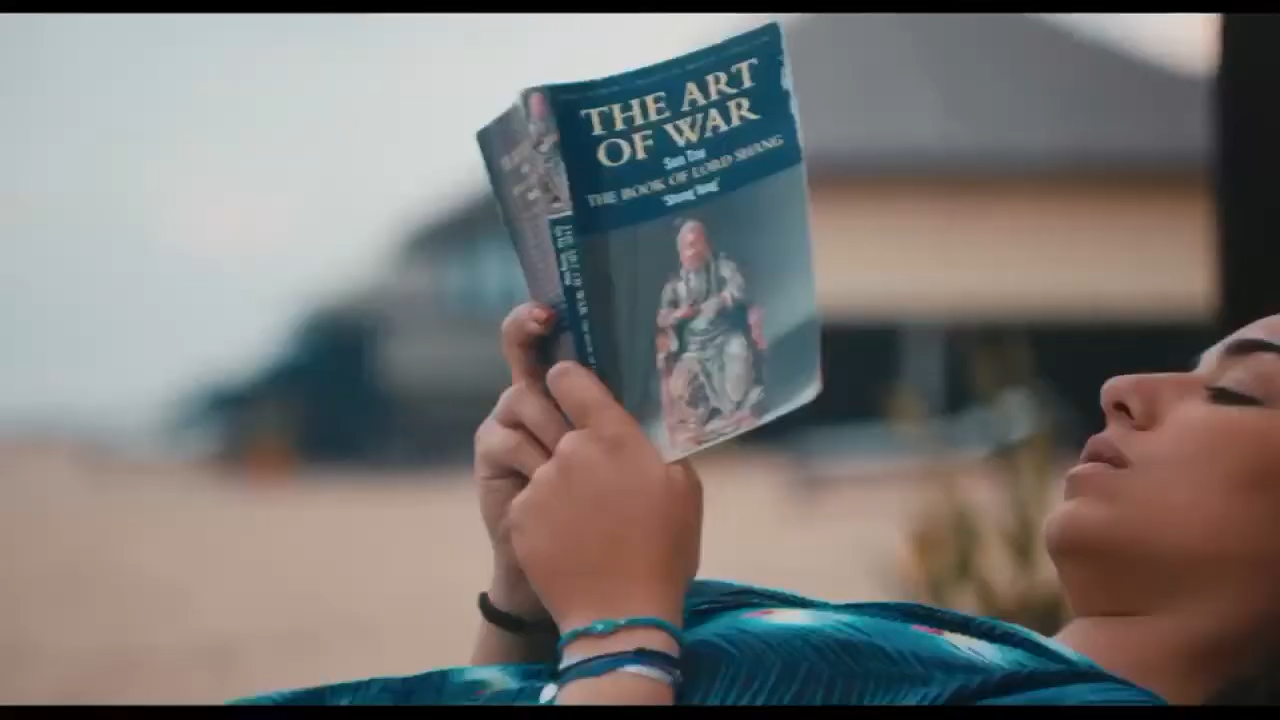 THE ART
OF WAR
Sun Tzu
THE BOOK OF LORD SHANG
Shang Yang